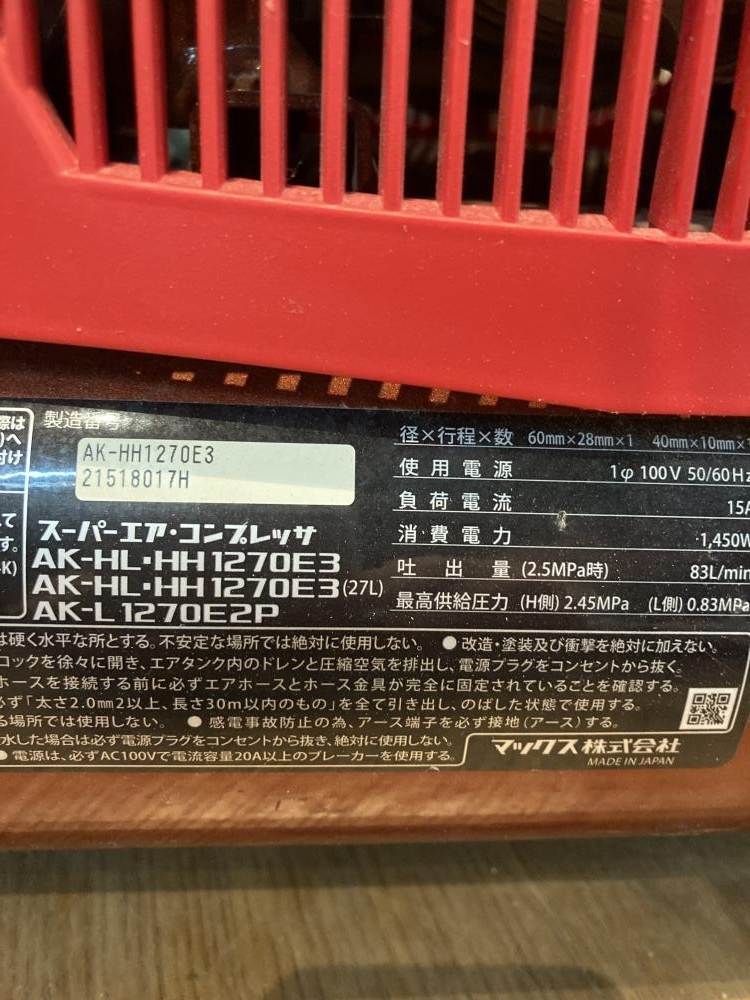 製造番号
AK-HH1270E3
21518017H
スーパーエア・コンプレッサ
AK-HL・HH1270E3
AK-HL・HH1270E3(27L)
AK-L1270E2P
径×行程×数 60mm×28mm×1 40mm×10mm×
使用電源 1φ 100V 50/60Hz
負荷電流 15A
消費電力 1,450W
吐出量 (2.5MPa時) 83L/min
最高供給圧力 (H側) 2.45MPa (L側) 0.83MPa
際は
)へ
付け
て
す。
K)
は硬く水平な所とする。不安定な場所では絶対に使用しない。 ●改造・塗装及び衝撃を絶対に加えない。
コックを徐々に開き、エアタンク内のドレンと圧縮空気を排出し、電源プラグをコンセントから抜く。
ホースを接続する前に必ずエアホースとホース金具が完全に固定されていることを確認する。
ず「太さ2.0mm2以上、長さ30m以内のもの」を全て引き出し、のばした状態で使用する。
る場所では使用しない。 ●感電事故防止の為、アース端子を必ず接地(アース)する。
水した場合は必ず電源プラグをコンセントから抜き、絶対に使用しない。
●電源は、必ずAC100Vで電流容量20A以上のブレーカーを使用する。
マックス株式会社
MADE IN JAPAN